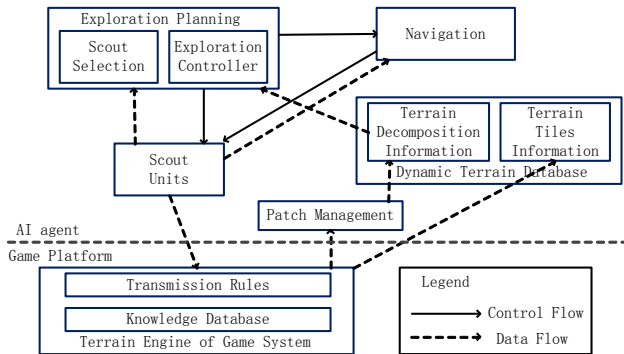 Exploration Planning
Scout
Selection
Exploration
Controller
Navigation
Terrain
Decomposition
Information
Terrain
Tiles
Information
Dynamic Terrain Database
Scout
Units
Patch Management
AI agent
Game Platform
Transmission Rules
Knowledge Database
Terrain Engine of Game System
Legend
Control Flow
Data Flow